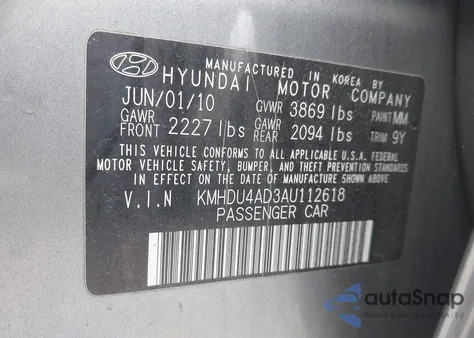 MANUFACTURED IN KOREA BY
HYUNDAI MOTOR COMPANY
JUN/01/10 GVWR 3869 lbs PAINT MM
GAWR FRONT 2227 lbs GAWR REAR 2094 lbs TRIM 9Y
THIS VEHICLE CONFORMS TO ALL APPLICABLE U.S.A. FEDERAL
MOTOR VEHICLE SAFETY, BUMPER, AND THEFT PREVENTION STANDARDS
IN EFFECT ON THE DATE OF MANUFACTURE SHOWN ABOVE.
V.I.N KMHDU4AD3AU112618
PASSENGER CAR
autaSnap